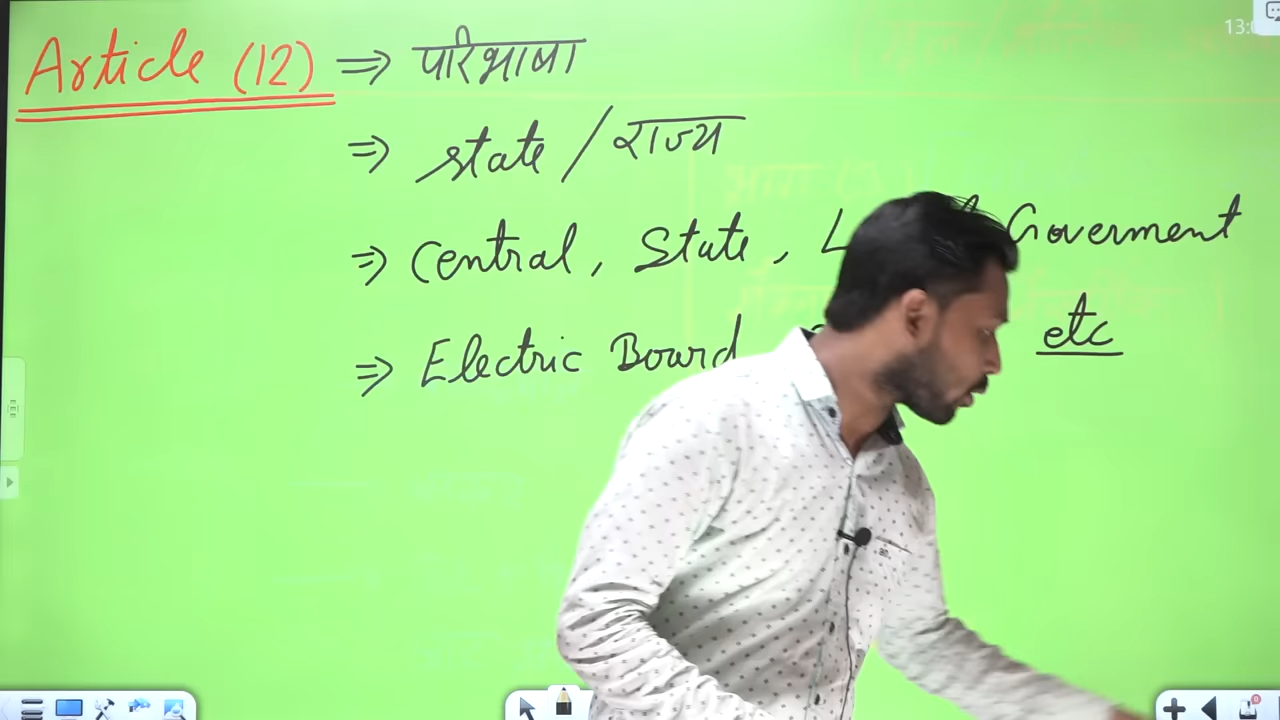 Article (12) ⇒ परिभाषा
⇒ state / राज्य
⇒ Central, State, Goverment
⇒ Electric Board etc